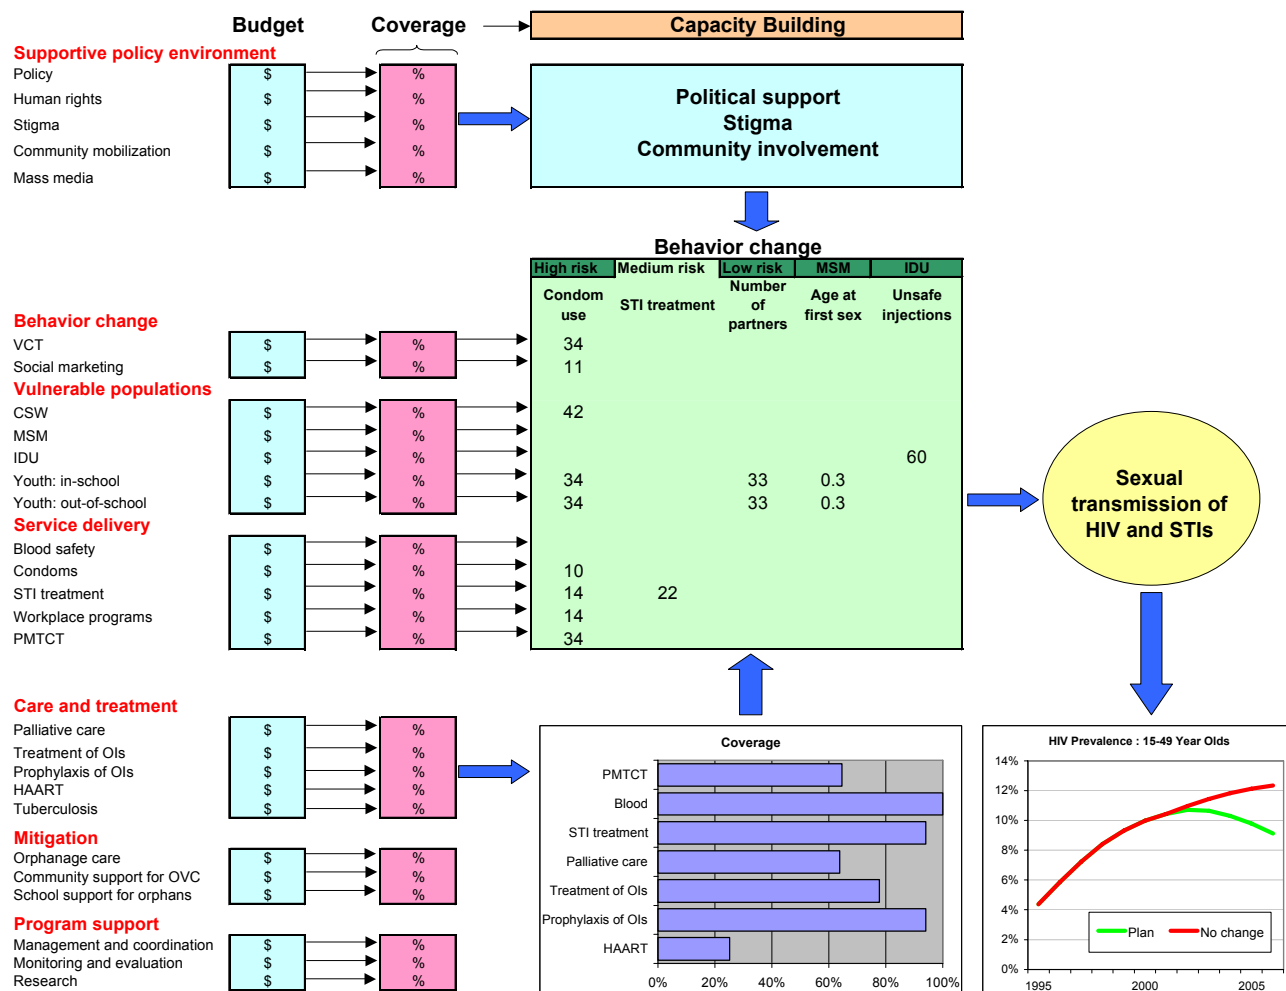 Budget Coverage Capacity Building
Supportive policy environment
Policy $ %
Human rights $ %
Stigma $ %
Community mobilization $ %
Mass media $ %
Political support
Stigma
Community involvement
Behavior change
High risk Medium risk Low risk MSM IDU
Condom use STI treatment Number of partners Age at first sex Unsafe injections
Behavior change
VCT $ % 34
Social marketing $ % 11
Vulnerable populations
CSW $ % 42
MSM $ %
IDU $ % 60
Youth: in-school $ % 34 33 0.3
Youth: out-of-school $ % 34 33 0.3
Service delivery
Blood safety $ %
Condoms $ % 10
STI treatment $ % 14 22
Workplace programs $ % 14
PMTCT $ % 34
Sexual
transmission of
HIV and STIs
Care and treatment
Palliative care $ %
Treatment of OIs $ %
Prophylaxis of OIs $ %
HAART $ %
Tuberculosis $ %
Mitigation
Orphanage care $ %
Community support for OVC $ %
School support for orphans $ %
Program support
Management and coordination $ %
Monitoring and evaluation $ %
Research $ %
Coverage
PMTCT
Blood
STI treatment
Palliative care
Treatment of OIs
Prophylaxis of OIs
HAART
0% 20% 40% 60% 80% 100%
HIV Prevalence : 15-49 Year Olds
14%
12%
10%
8%
6%
4%
2%
0%
Plan No change
1995 2000 2005